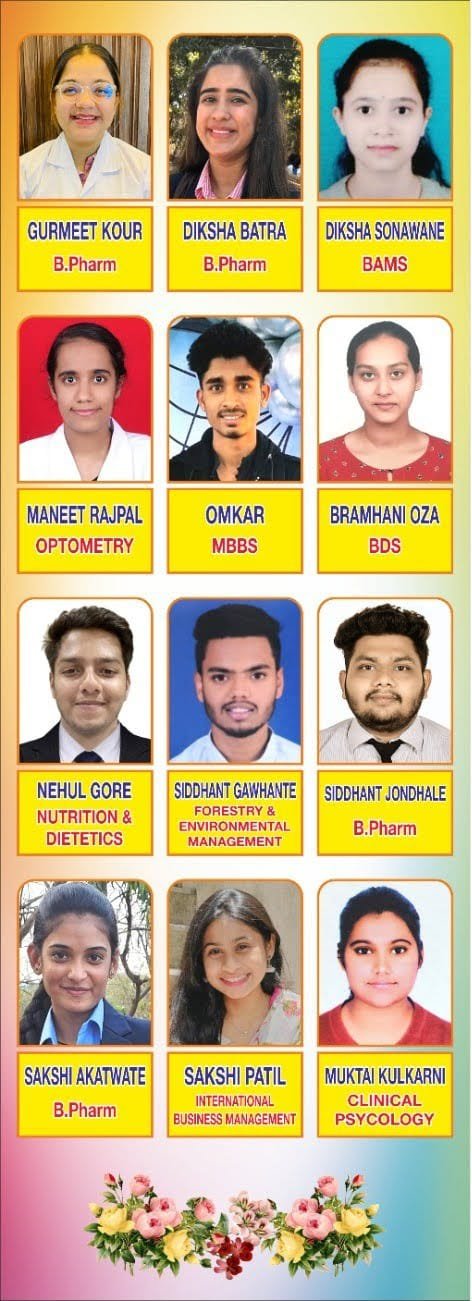 GURMEET KOUR
B.Pharm
DIKSHA BATRA
B.Pharm
DIKSHA SONAWANE
BAMS
MANEET RAJPAL
OPTOMETRY
OMKAR
MBBS
BRAMHANI OZA
BDS
NEHUL GORE
NUTRITION &
DIETETICS
SIDDHANT GAWHANTE
FORESTRY &
ENVIRONMENTAL
MANAGEMENT
SIDDHANT JONDHALE
B.Pharm
SAKSHI AKATWATE
B.Pharm
SAKSHI PATIL
INTERNATIONAL
BUSINESS MANAGEMENT
MUKTAI KULKARNI
CLINICAL
PSYCOLOGY